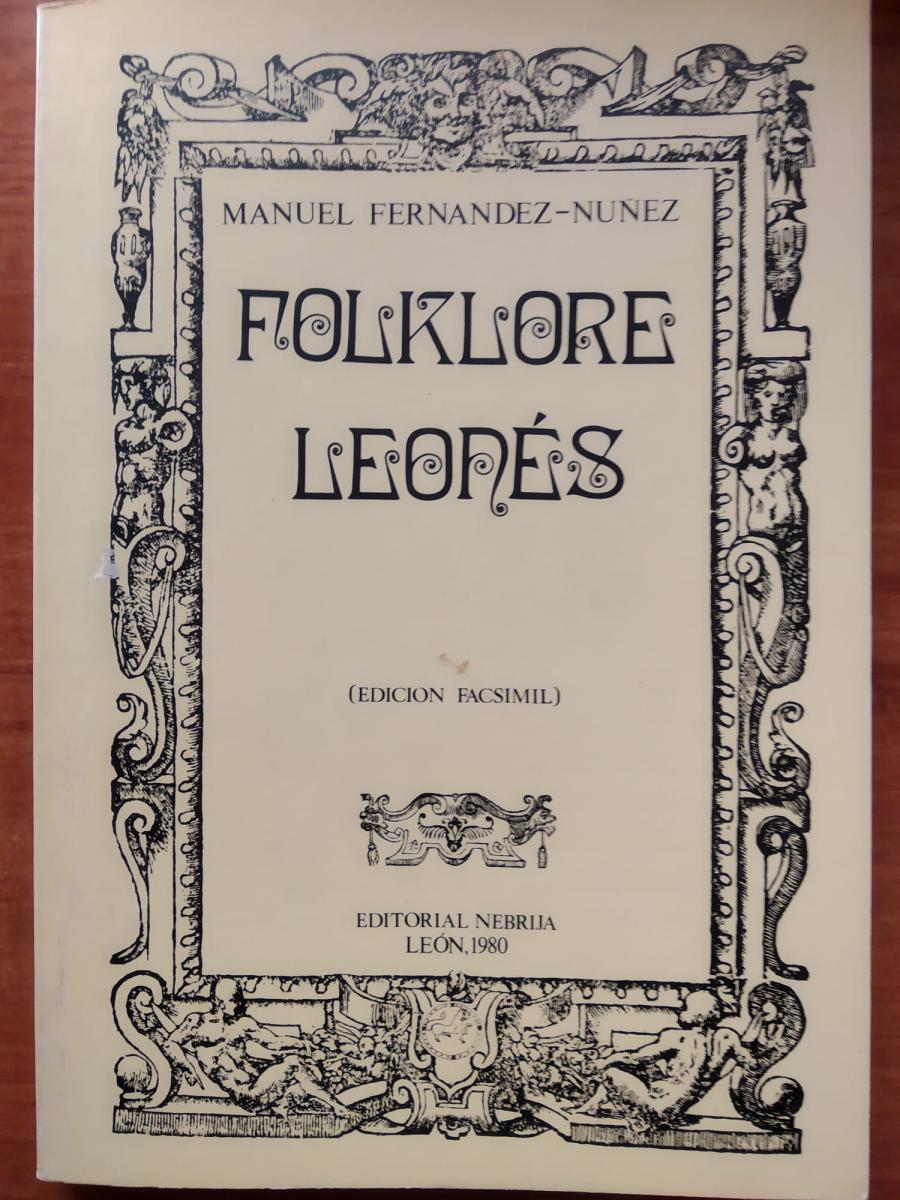 MANUEL FERNANDEZ-NUÑEZ
FOLKLORE
LEONÉS
(EDICION FACSIMIL)
EDITORIAL NEBRIJA
LEÓN, 1980